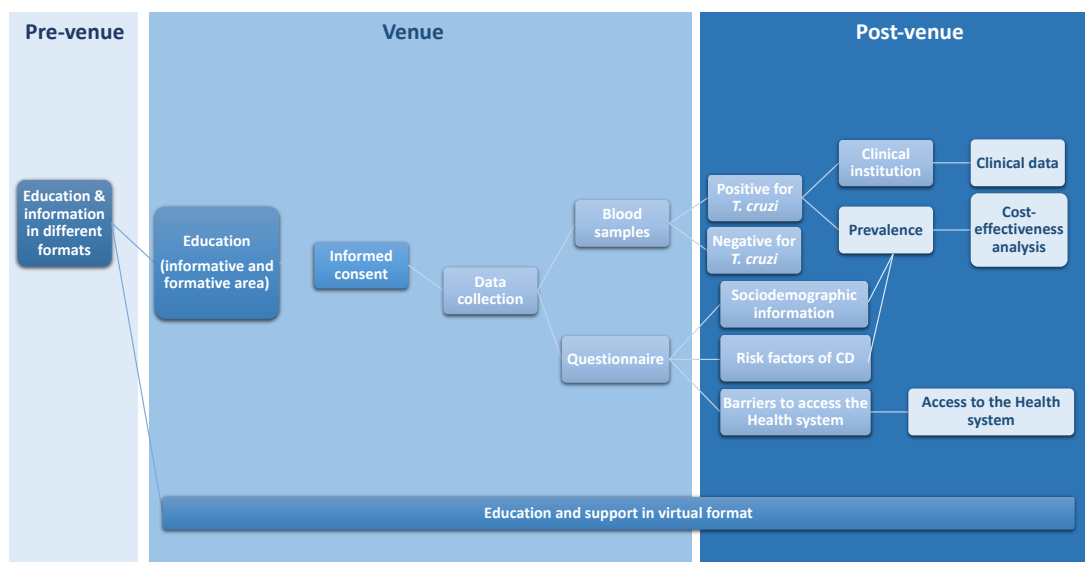 Pre-venue
Venue
Post-venue
Education &
information
in different
formats
Education
(informative and
formative area)
Informed
consent
Data
collection
Blood
samples
Questionnaire
Positive for
T. cruzi
Negative for
T. cruzi
Sociodemographic
information
Risk factors of CD
Barriers to access the
Health system
Clinical
institution
Prevalence
Clinical data
Cost-
effectiveness
analysis
Access to the Health
system
Education and support in virtual format